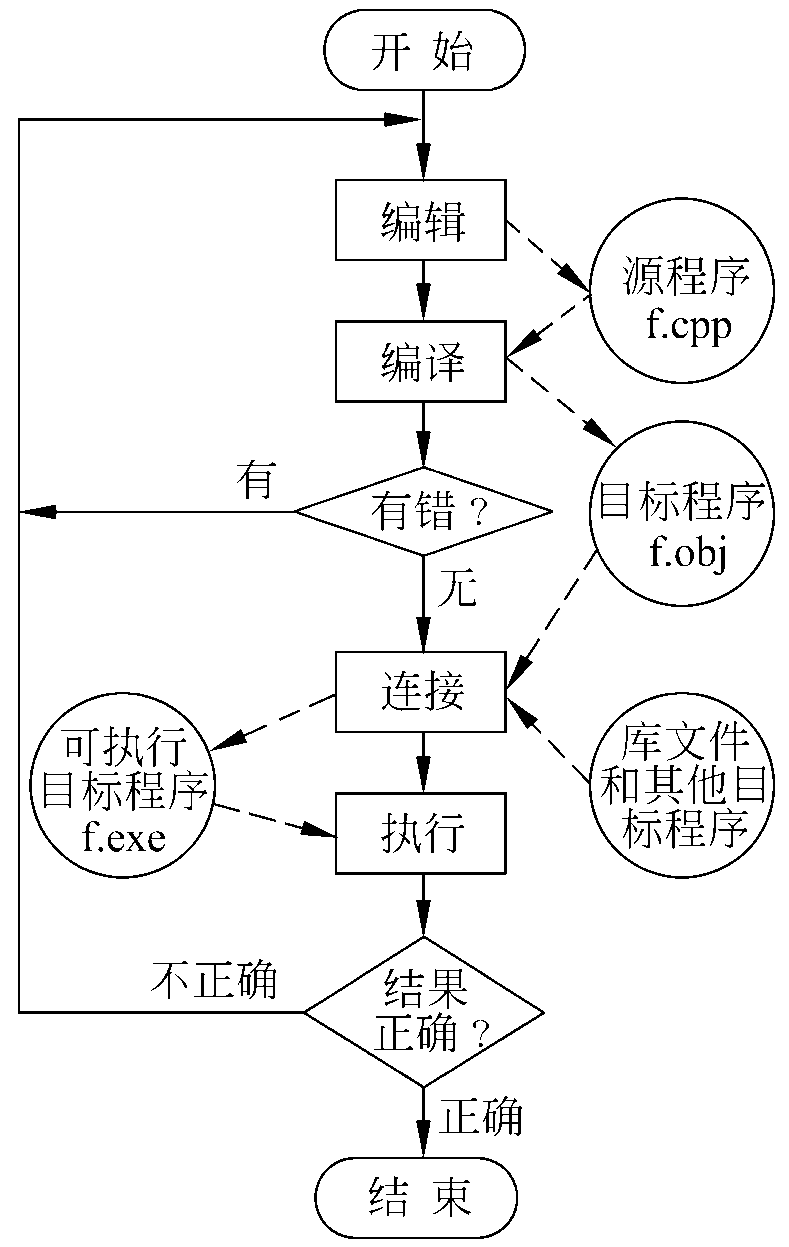 开 始
编辑
源程序
f.cpp
编译
有
有错？
目标程序
f.obj
无
连接
可执行
目标程序
f.exe
库文件
和其他目
标程序
执行
不正确
结果
正确？
正确
结 束